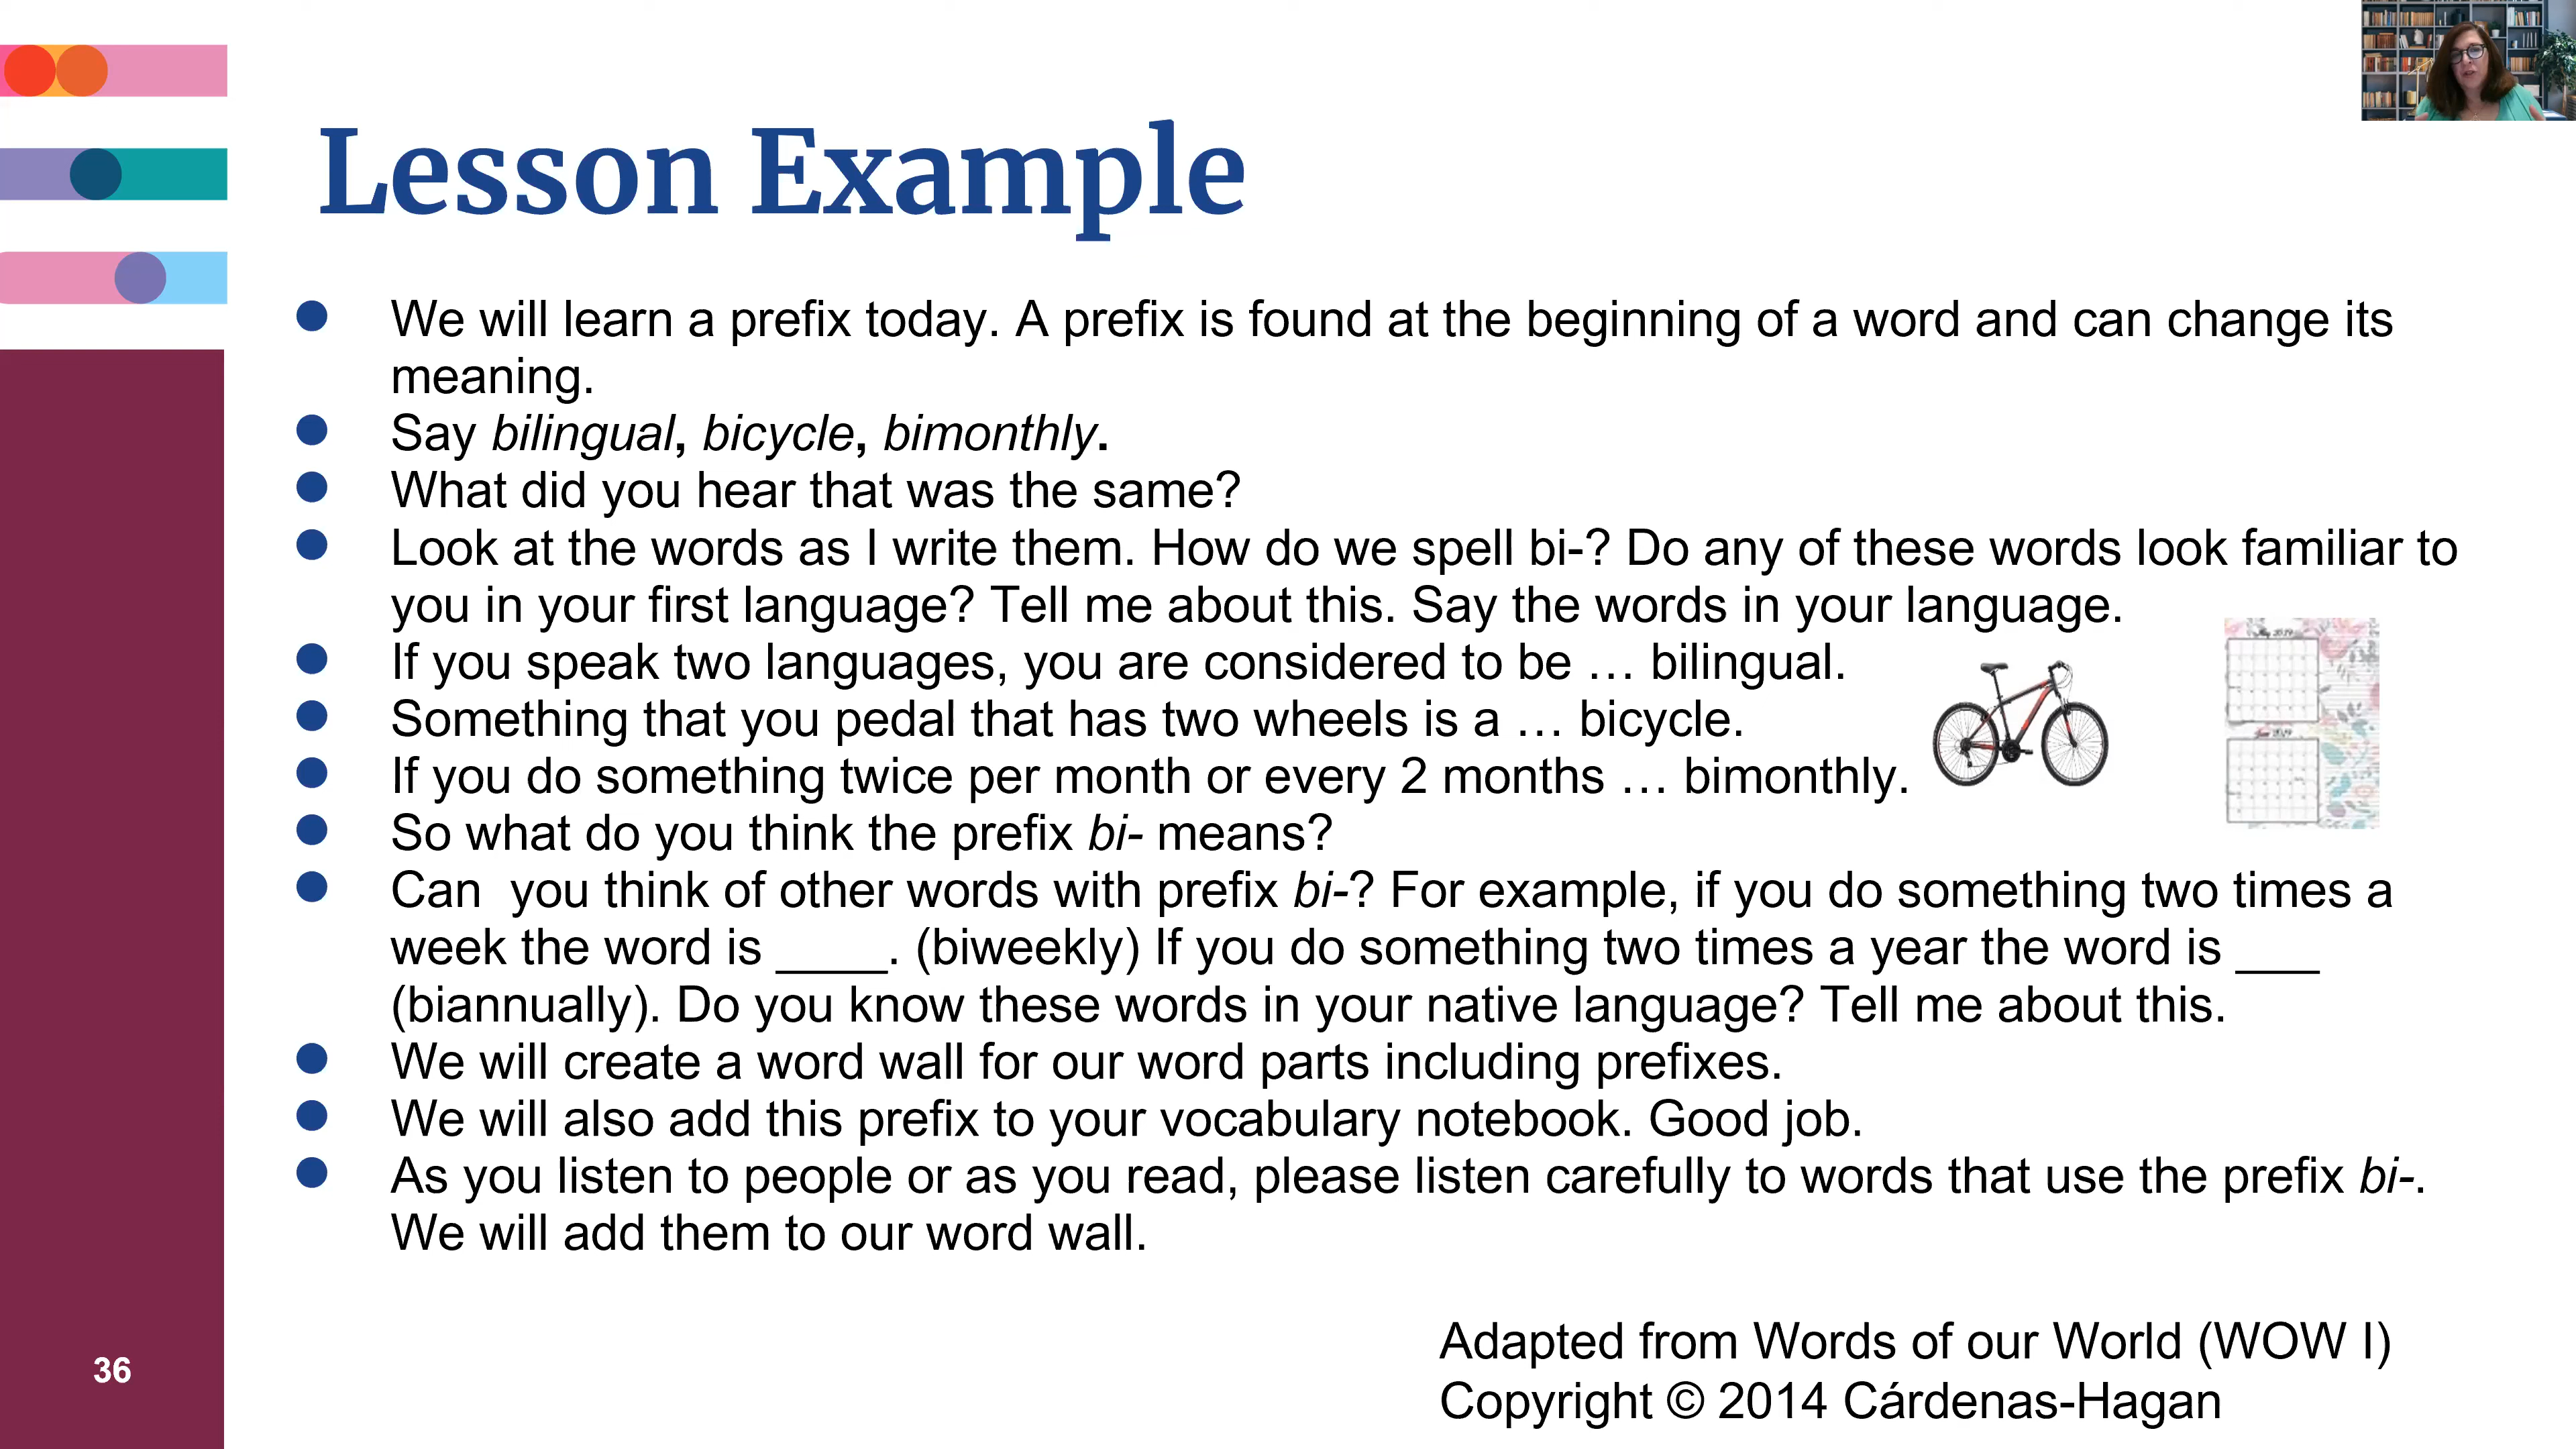 Lesson Example
We will learn a prefix today. A prefix is found at the beginning of a word and can change its
meaning.
Say bilingual, bicycle, bimonthly.
What did you hear that was the same?
Look at the words as I write them. How do we spell bi-? Do any of these words look familiar to
you in your first language? Tell me about this. Say the words in your language.
If you speak two languages, you are considered to be … bilingual.
Something that you pedal that has two wheels is a … bicycle.
If you do something twice per month or every 2 months … bimonthly.
So what do you think the prefix bi- means?
Can  you think of other words with prefix bi-? For example, if you do something two times a
week the word is ____. (biweekly) If you do something two times a year the word is ___
(biannually). Do you know these words in your native language? Tell me about this.
We will create a word wall for our word parts including prefixes.
We will also add this prefix to your vocabulary notebook. Good job.
As you listen to people or as you read, please listen carefully to words that use the prefix bi-.
We will add them to our word wall.
Adapted from Words of our World (WOW I)
Copyright © 2014 Cárdenas-Hagan
36